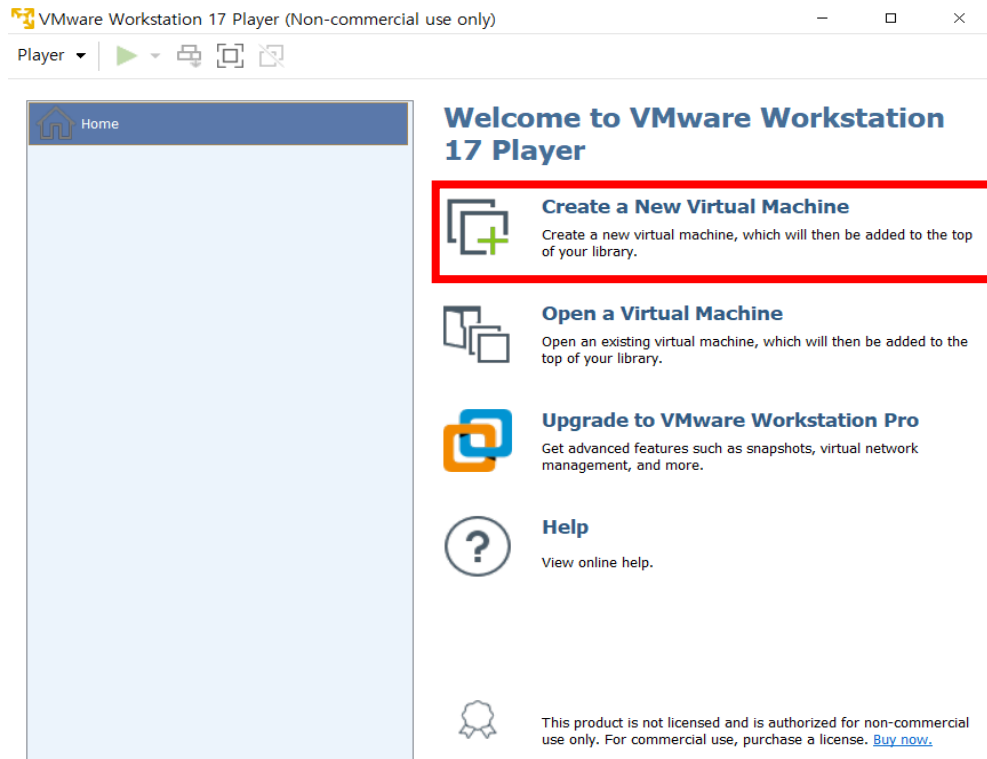 VMware Workstation 17 Player (Non-commercial use only)
Player
Home
Welcome to VMware Workstation
17 Player
Create a New Virtual Machine
Create a new virtual machine, which will then be added to the top
of your library.
Open a Virtual Machine
Open an existing virtual machine, which will then be added to the
top of your library.
Upgrade to VMware Workstation Pro
Get advanced features such as snapshots, virtual network
management, and more.
?
Help
View online help.
This product is not licensed and is authorized for non-commercial
use only. For commercial use, purchase a license. Buy now.